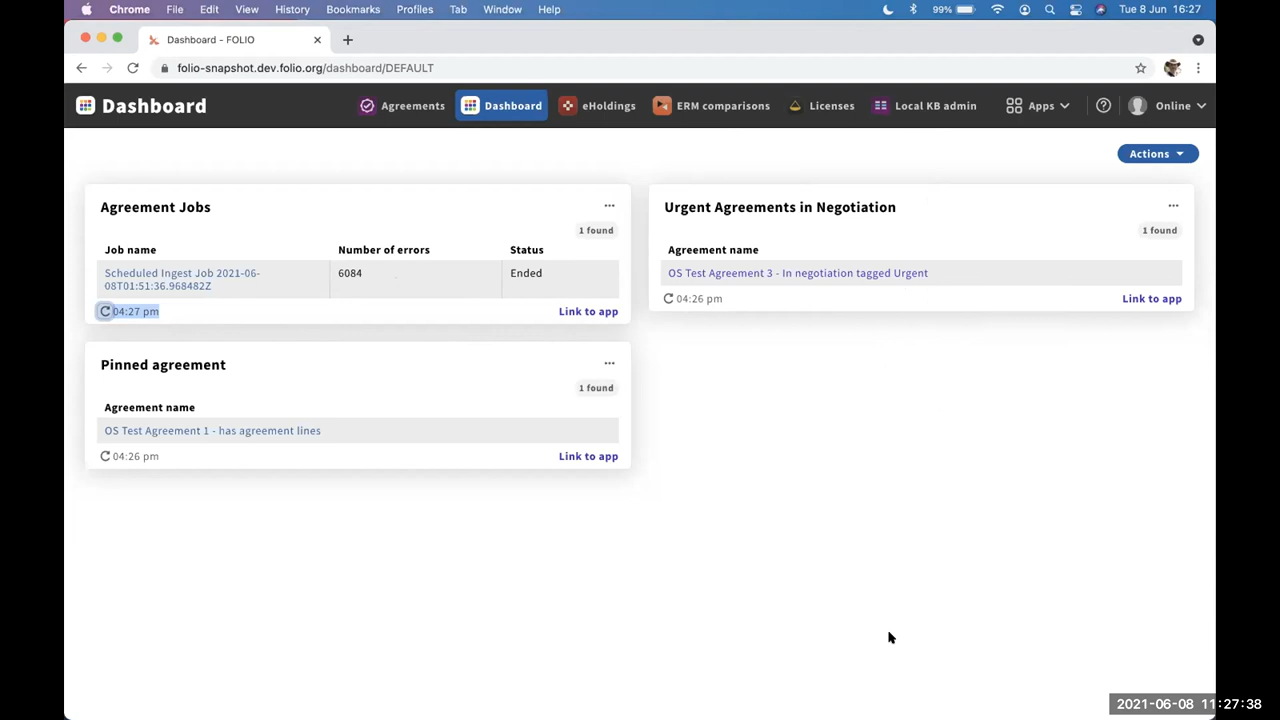 Chrome File Edit View History Bookmarks Profiles Tab Window Help 99% Tue 8 Jun 16:27
Dashboard - FOLIO
folio-snapshot.dev.folio.org/dashboard/DEFAULT
Dashboard Agreements Dashboard eHoldings ERM comparisons Licenses Local KB admin Apps Online
Actions
Agreement Jobs
1 found
Job name Number of errors Status
Scheduled Ingest Job 2021-06-
08T01:51:36.968482Z
6084 Ended
04:27 pm Link to app
Urgent Agreements in Negotiation
1 found
Agreement name
OS Test Agreement 3 - In negotiation tagged Urgent
04:26 pm Link to app
Pinned agreement
1 found
Agreement name
OS Test Agreement 1 - has agreement lines
04:26 pm Link to app
2021-06-08 11:27:38